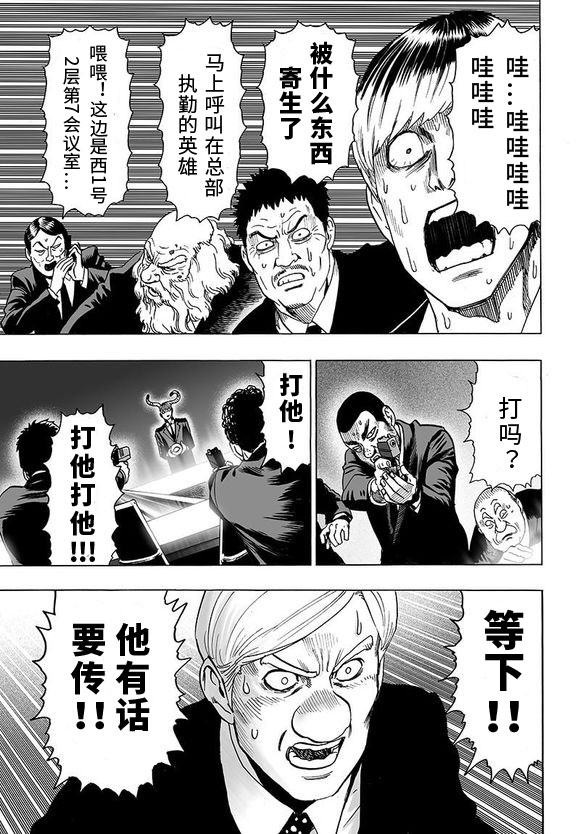 哇…哇哇哇哇
哇哇哇
被什么东西
寄生了
马上呼叫在总部
执勤的英雄
喂喂！这边是西1号
2层第7会议室…
打吗？
打他！
打他打他!!!
等下!!
他有话
要传!!